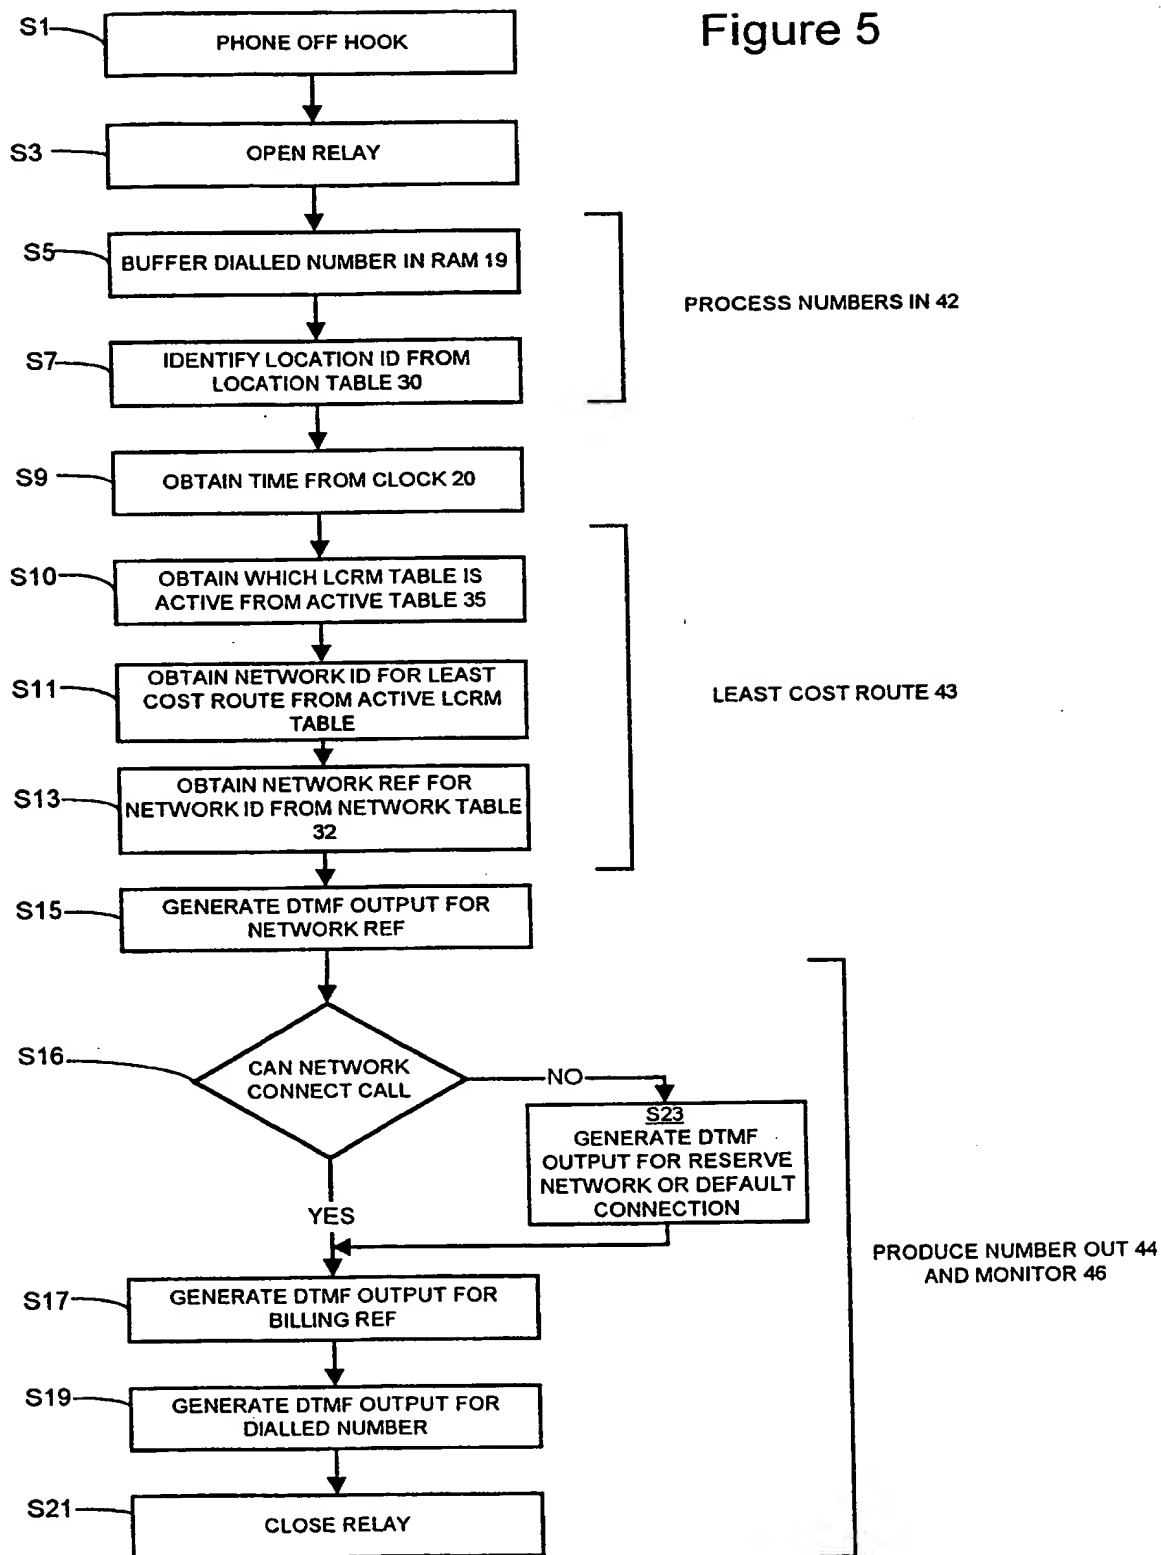 Figure 5
S1
PHONE OFF HOOK
S3
OPEN RELAY
S5
BUFFER DIALLED NUMBER IN RAM 19
PROCESS NUMBERS IN 42
S7
IDENTIFY LOCATION ID FROM
LOCATION TABLE 30
S9
OBTAIN TIME FROM CLOCK 20
S10
OBTAIN WHICH LCRM TABLE IS
ACTIVE FROM ACTIVE TABLE 35
S11
OBTAIN NETWORK ID FOR LEAST
COST ROUTE FROM ACTIVE LCRM
TABLE
LEAST COST ROUTE 43
S13
OBTAIN NETWORK REF FOR
NETWORK ID FROM NETWORK TABLE
32
S15
GENERATE DTMF OUTPUT FOR
NETWORK REF
S16
CAN NETWORK
CONNECT CALL
NO
S23
GENERATE DTMF
OUTPUT FOR RESERVE
NETWORK OR DEFAULT
CONNECTION
YES
PRODUCE NUMBER OUT 44
AND MONITOR 46
S17
GENERATE DTMF OUTPUT FOR
BILLING REF
S19
GENERATE DTMF OUTPUT FOR
DIALLED NUMBER
S21
CLOSE RELAY